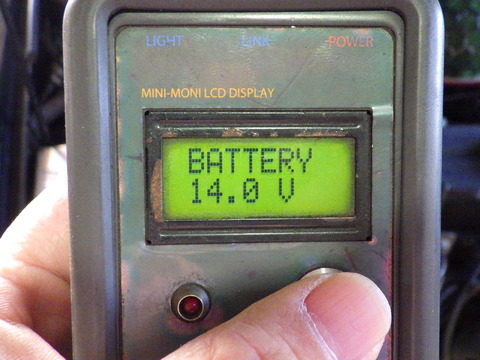 LIGHT LINK POWER
MINI-MONI LCD DISPLAY
BATTERY
14.0 V